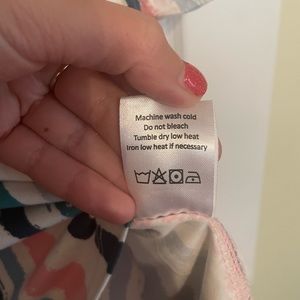 Machine wash cold
Do not bleach
Tumble dry low heat
Iron low heat if necessary